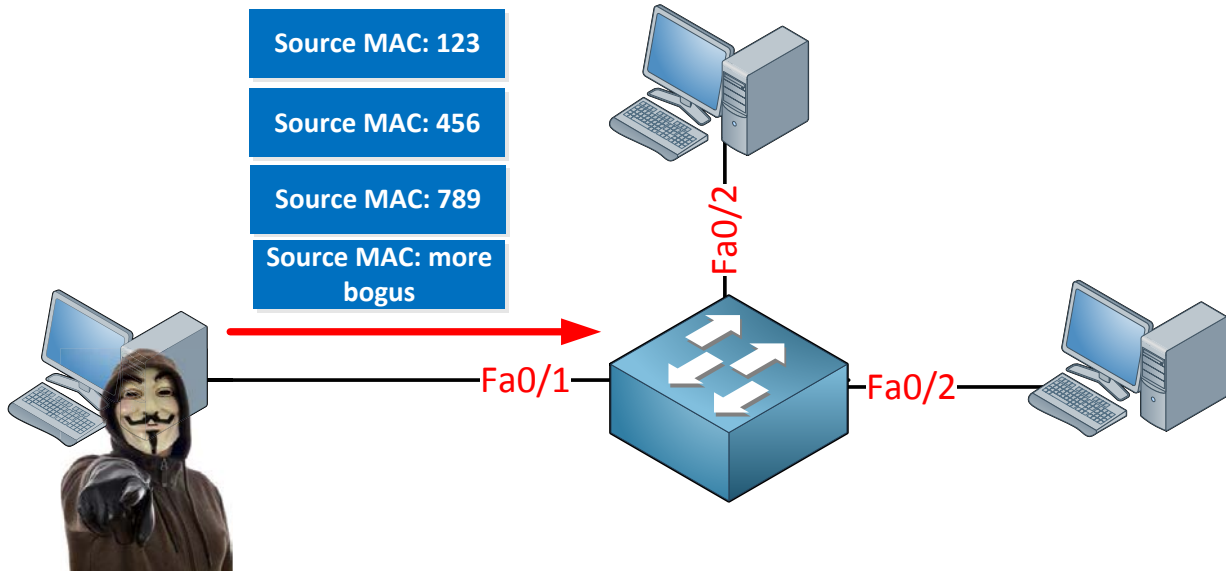 Source MAC: 123
Source MAC: 456
Source MAC: 789
Source MAC: more
bogus
Fa0/2
Fa0/1
Fa0/2